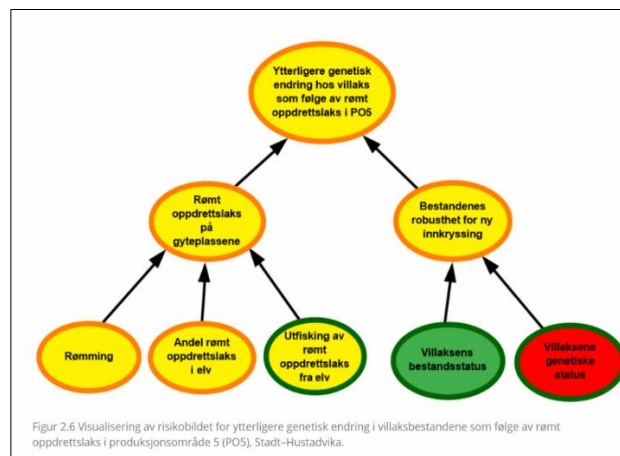 Ytterligere genetisk
endring hos villaks
som følge av rømt
oppdrettslaks i PO5
Rømt
oppdrettslaks
på
gyteplassene
Bestandenes
robusthet for ny
innkryssing
Rømming
Andel rømt
oppdrettslaks
i elv
Utfisking av
rømt
oppdrettslaks
fra elv
Villaksens
bestandsstatus
Villaksens
genetiske
status
Figur 2.6 Visualisering av risikobildet for ytterligere genetisk endring i villaksbestandene som følge av rømt
oppdrettslaks i produksjonsområde 5 (PO5), Stadt–Hustadvika.